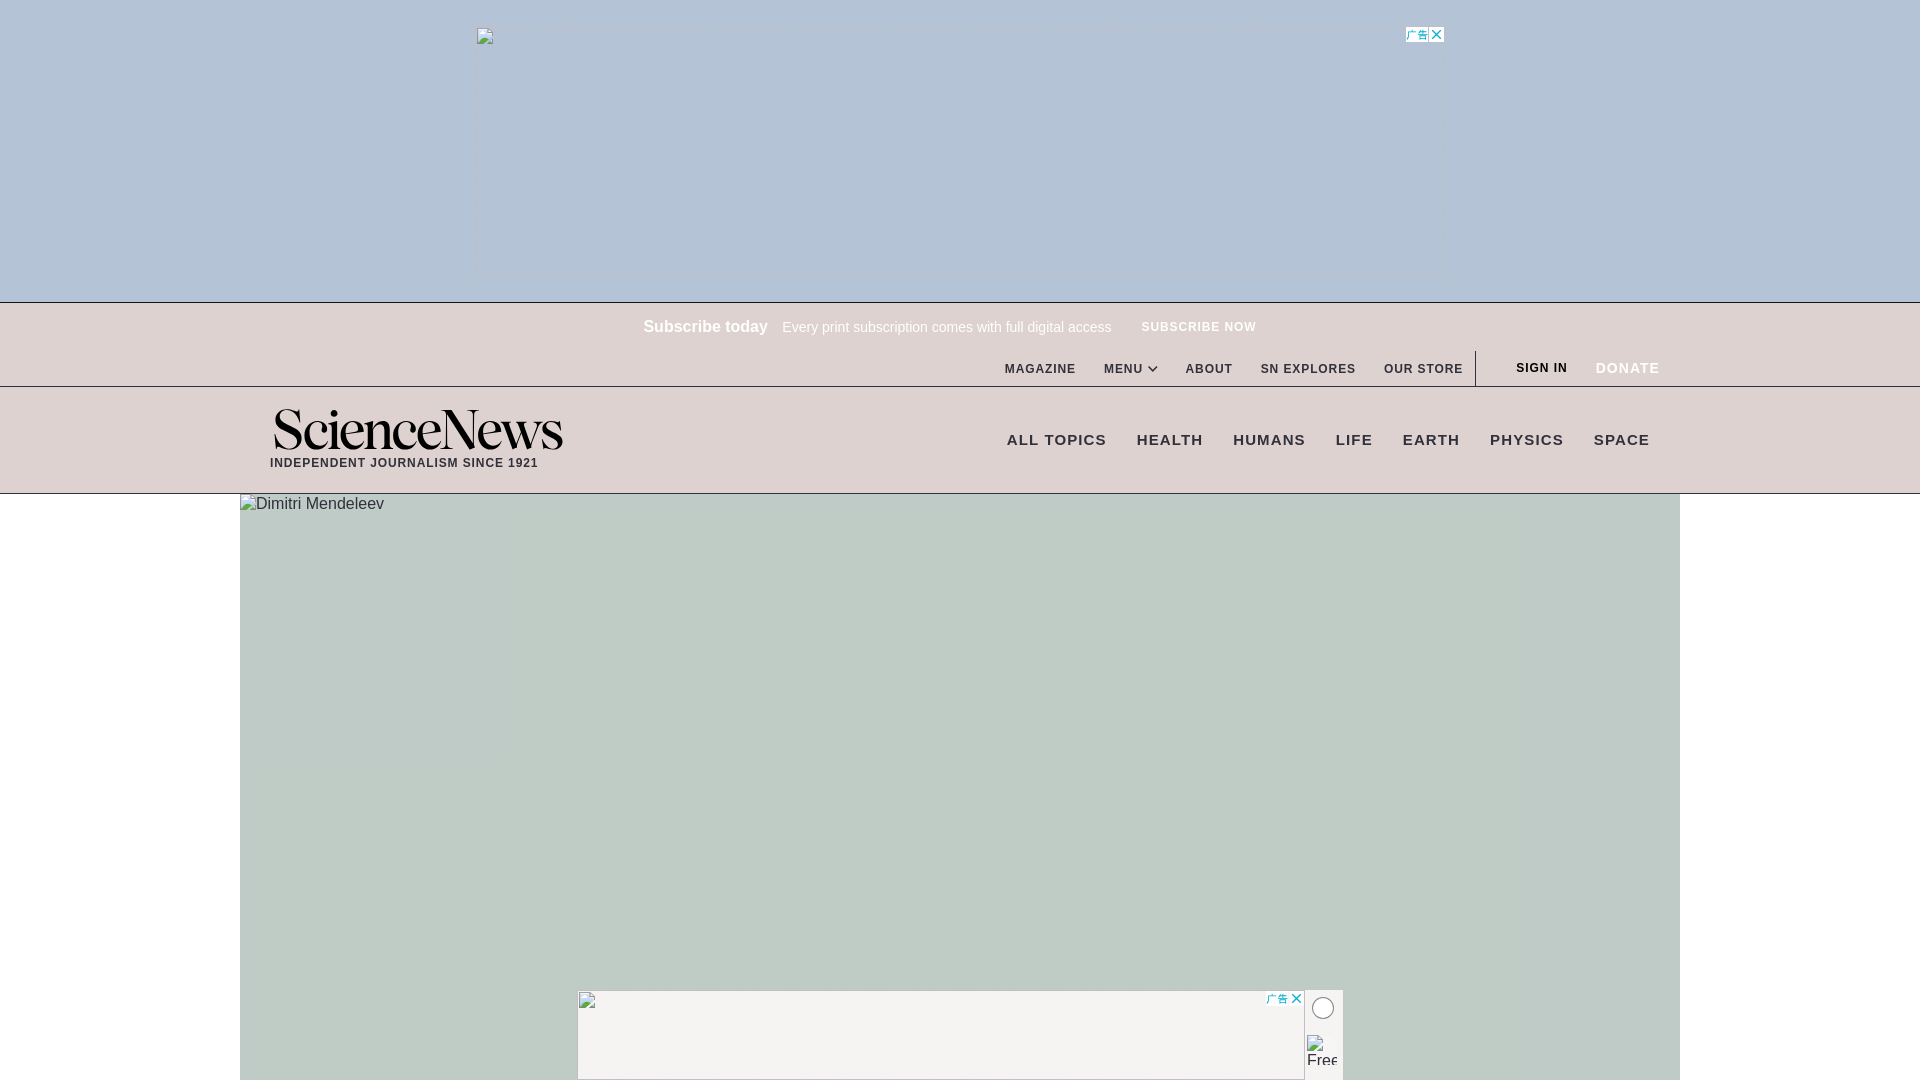 广告
Subscribe today Every print subscription comes with full digital access SUBSCRIBE NOW
MAGAZINE MENU ABOUT SN EXPLORES OUR STORE SIGN IN DONATE
ScienceNews
INDEPENDENT JOURNALISM SINCE 1921
ALL TOPICS HEALTH HUMANS LIFE EARTH PHYSICS SPACE
Dimitri Mendeleev
广告
Free